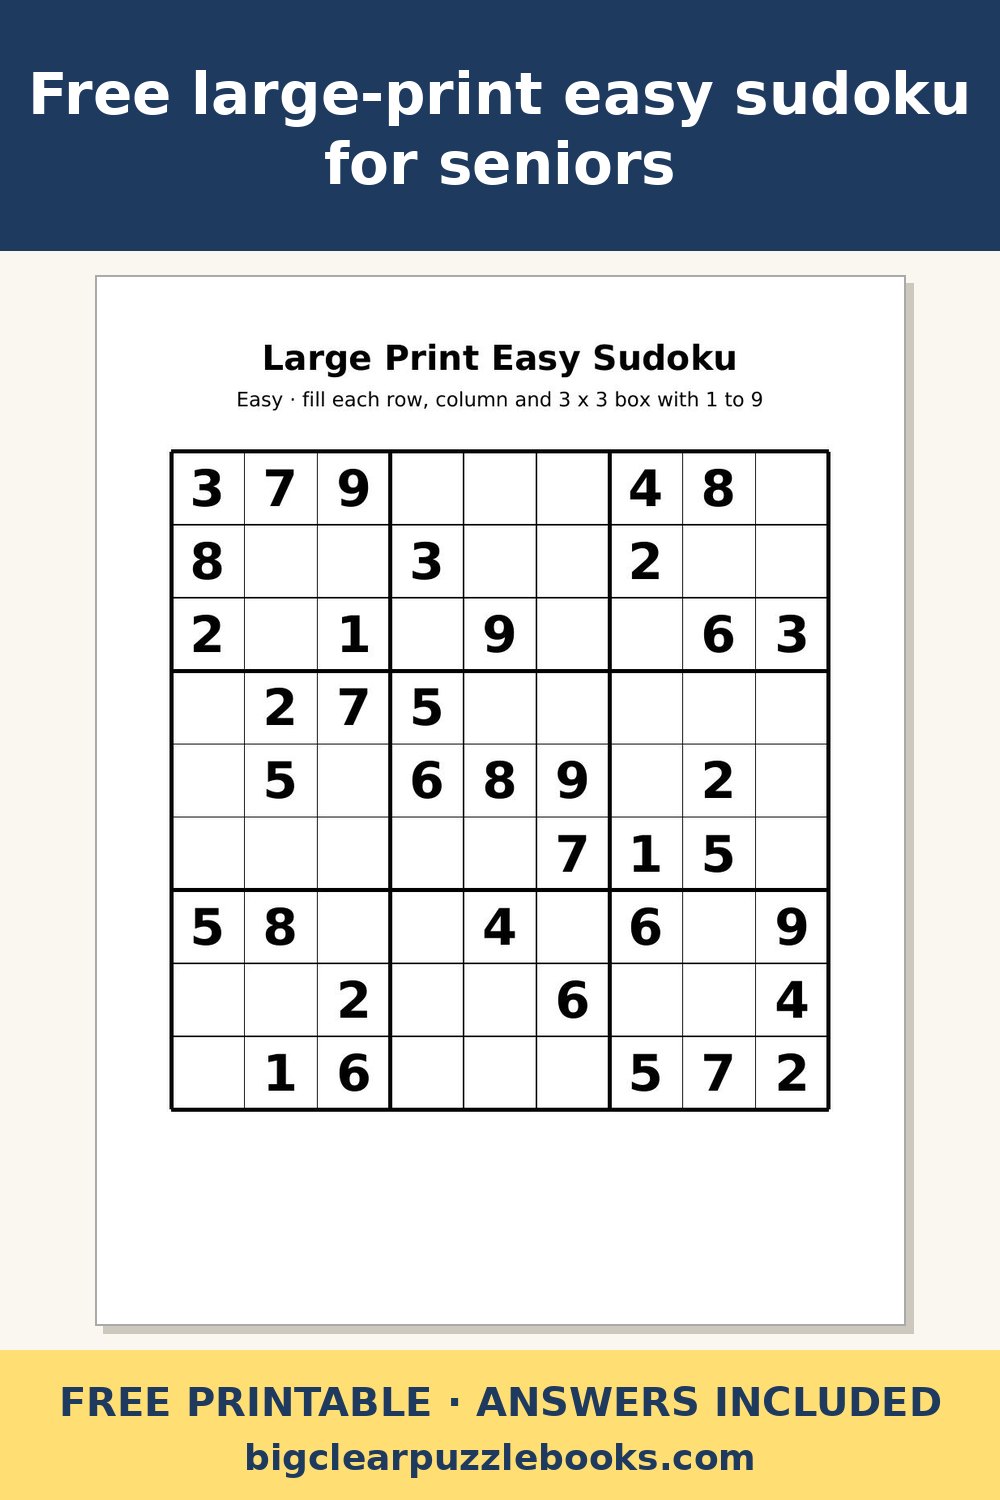 Free large-print easy sudoku
for seniors
Large Print Easy Sudoku
Easy · fill each row, column and 3 x 3 box with 1 to 9
3 7 9 4 8
8 3 2
2 1 9 6 3
2 7 5
5 6 8 9 2
7 1 5
5 8 4 6 9
2 6 4
1 6 5 7 2
FREE PRINTABLE · ANSWERS INCLUDED
bigclearpuzzlebooks.com